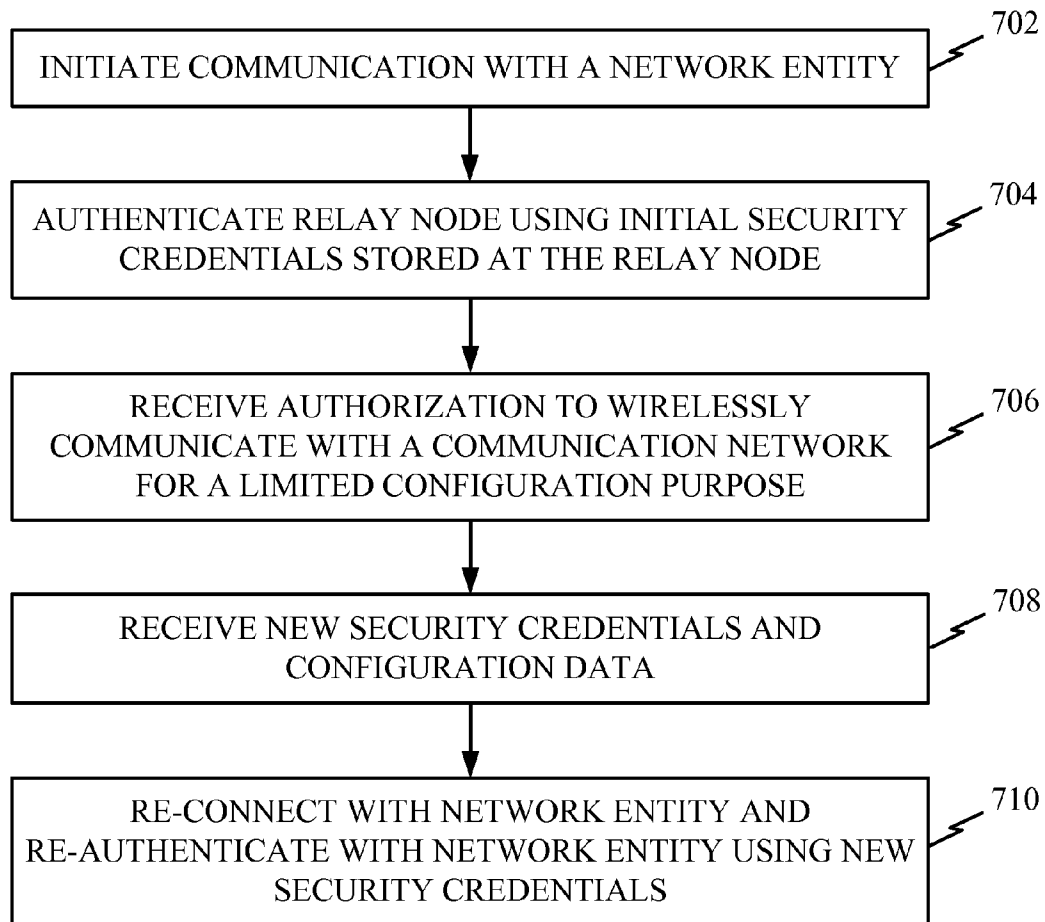 702
INITIATE COMMUNICATION WITH A NETWORK ENTITY
704
AUTHENTICATE RELAY NODE USING INITIAL SECURITY
CREDENTIALS STORED AT THE RELAY NODE
706
RECEIVE AUTHORIZATION TO WIRELESSLY
COMMUNICATE WITH A COMMUNICATION NETWORK
FOR A LIMITED CONFIGURATION PURPOSE
708
RECEIVE NEW SECURITY CREDENTIALS AND
CONFIGURATION DATA
710
RE-CONNECT WITH NETWORK ENTITY AND
RE-AUTHENTICATE WITH NETWORK ENTITY USING NEW
SECURITY CREDENTIALS